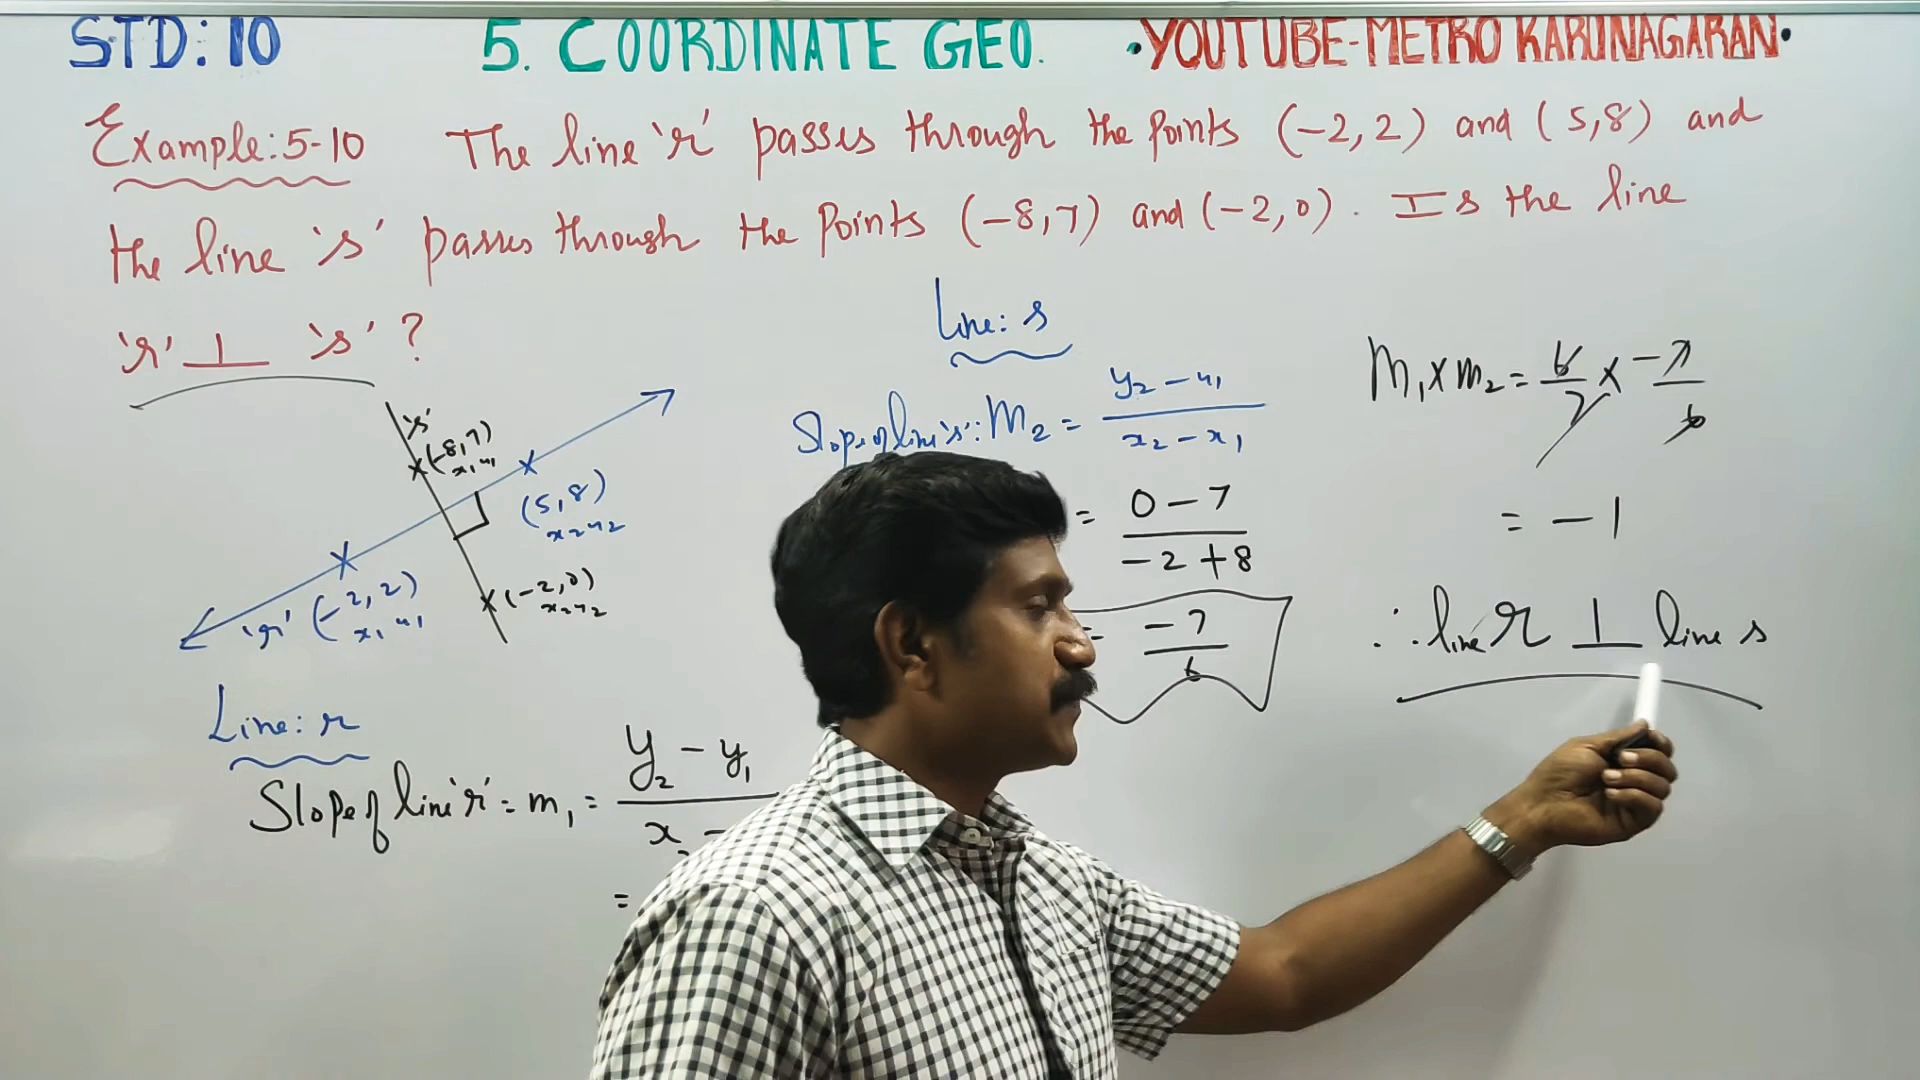 STD: 10 5. COORDINATE GEO. •YOUTUBE-METRO KARUNAGARAN•
Example: 5-10 The line 'r' passes through the points (-2, 2) and (5, 8) and
the line 's' passes through the points (-8, 7) and (-2, 0). Is the line
'r' ⊥ 's' ?
's'
(-8, 7)
x₁ y₁
(5, 8)
x₂ y₂
(-2, 0)
x₂ y₂
'r' (-2, 2)
x₁ y₁
Line: r
Slope of line 'r' = m₁ = y₂ - y₁
x₂ -
=
Line: s
Slope of line 's': M₂ = y₂ - y₁
x₂ - x₁
= 0 - 7
-2 + 8
= -7
6
M₁ x m₂ = 6/7 x -7/6
= -1
∴ line r ⊥ line s